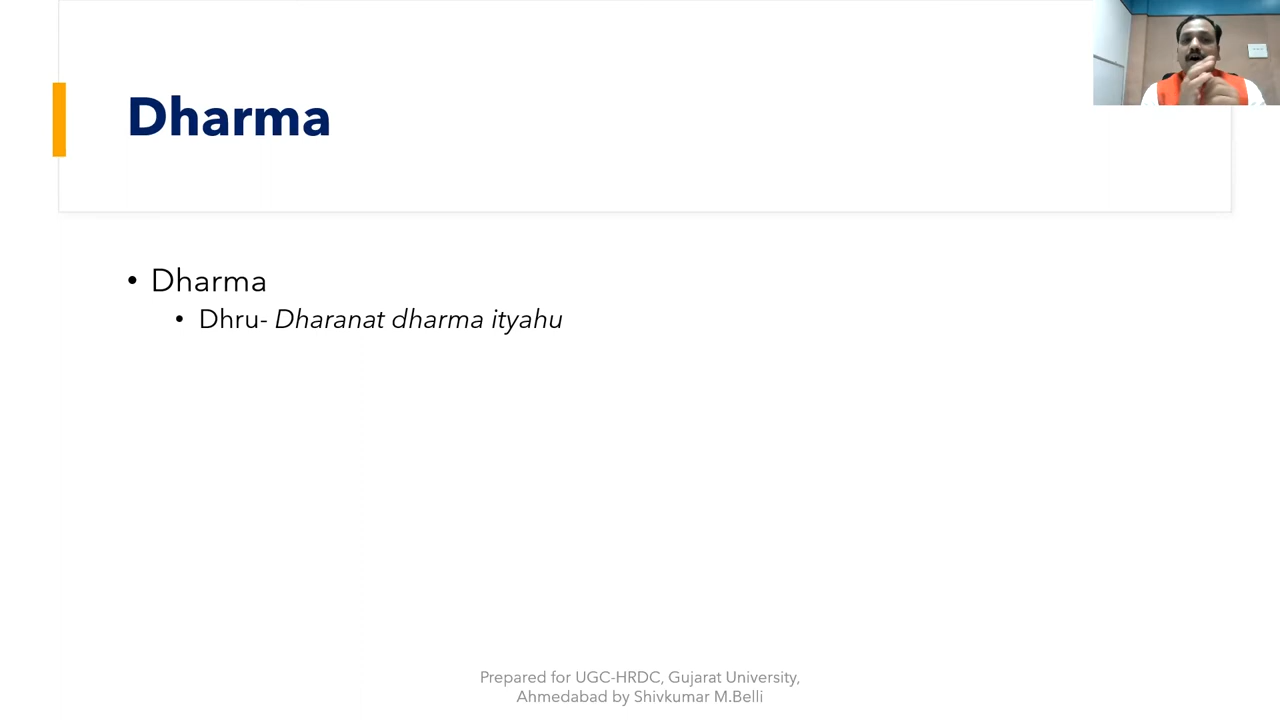 Dharma
• Dharma
• Dhru- Dharanat dharma ityahu
Prepared for UGC-HRDC, Gujarat University,
Ahmedabad by Shivkumar M.Belli